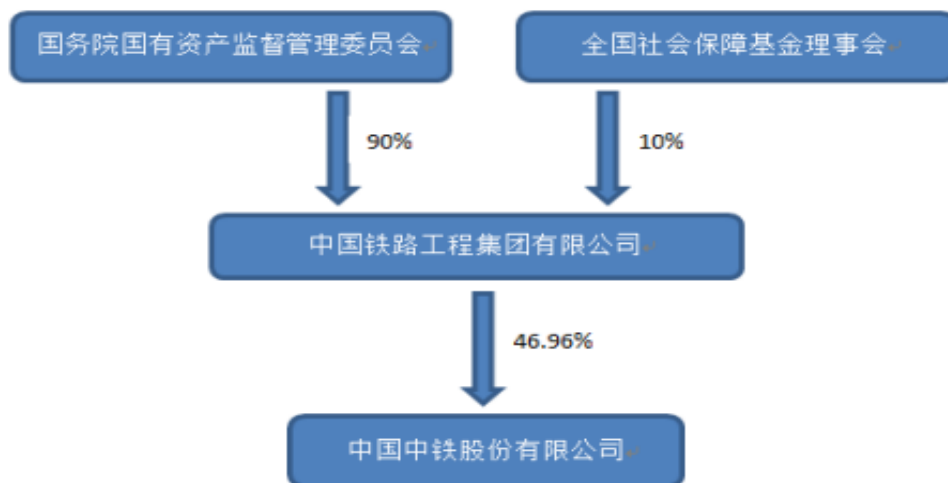 国务院国有资产监督管理委员会
全国社会保障基金理事会
90%
10%
中国铁路工程集团有限公司
46.96%
中国中铁股份有限公司